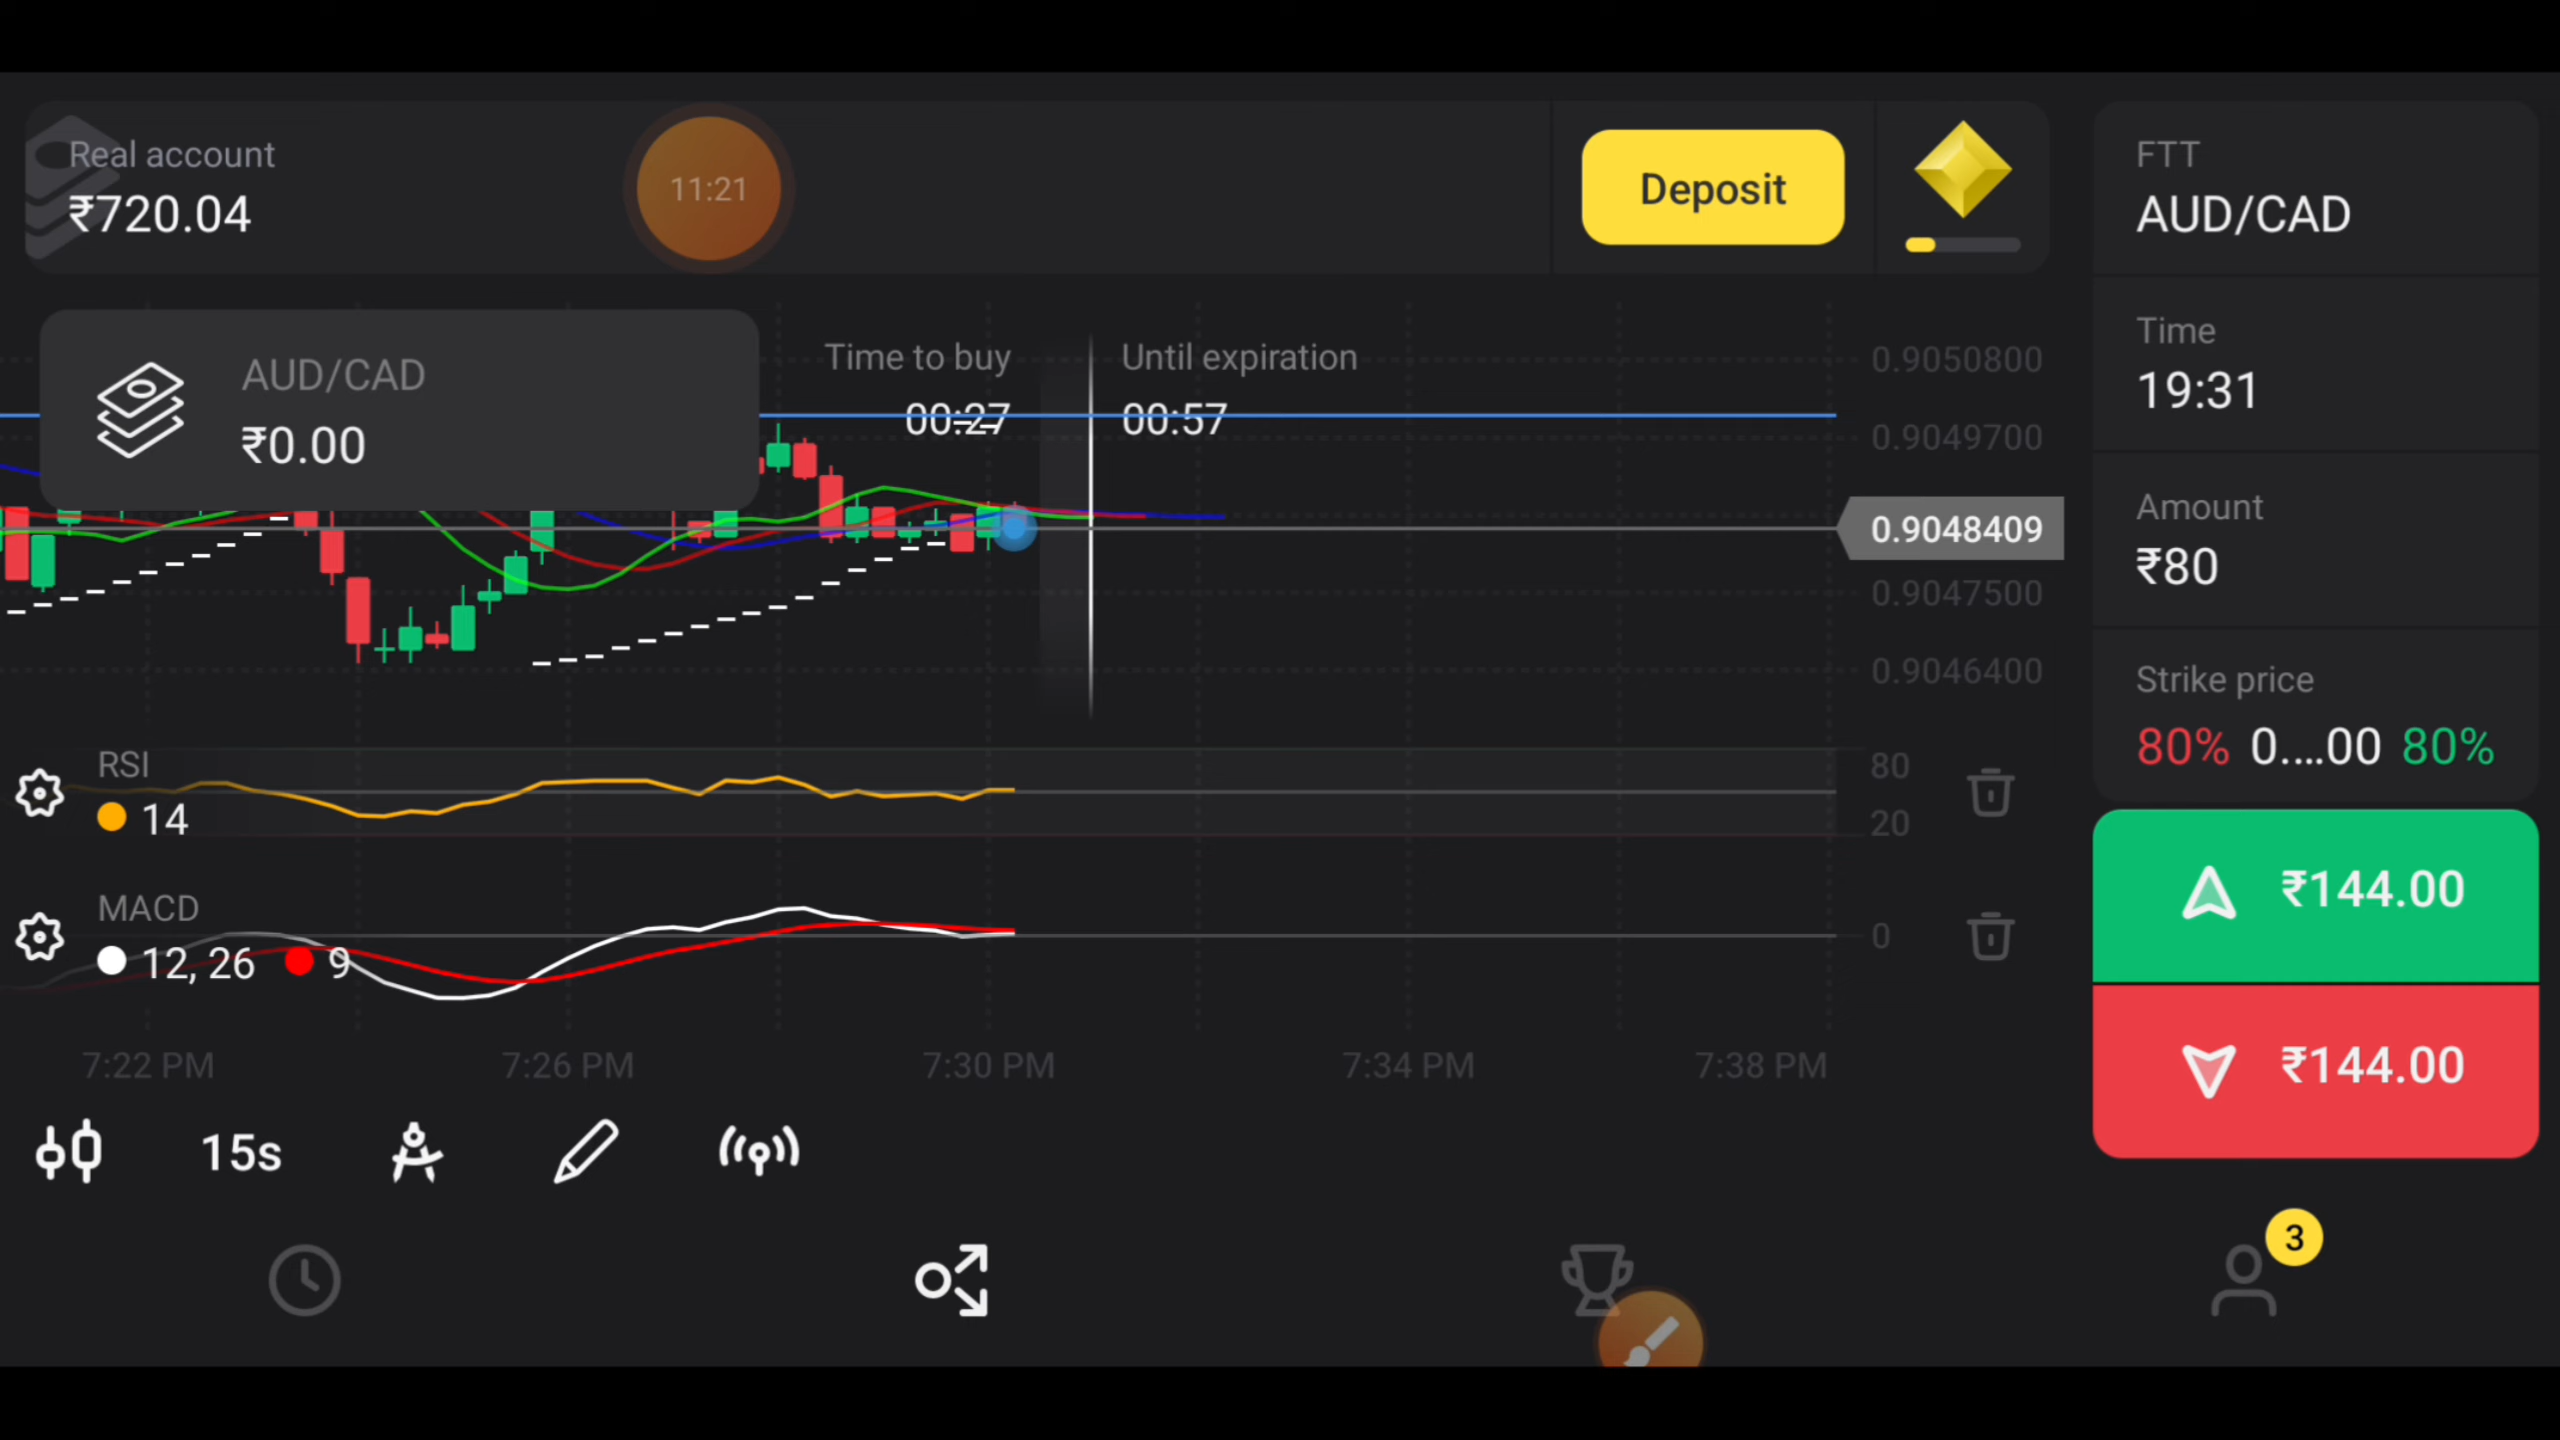 Real account
₹720.04
11:21
Deposit
FTT
AUD/CAD
Time
19:31
Amount
₹80
Strike price
80% 0....00 80%
₹144.00
₹144.00
AUD/CAD
₹0.00
Time to buy
00:27
Until expiration
00:57
0.9050800
0.9049700
0.9048409
0.9047500
0.9046400
RSI
14
80
20
MACD
12, 26 9
0
7:22 PM 7:26 PM 7:30 PM 7:34 PM 7:38 PM
15s
3